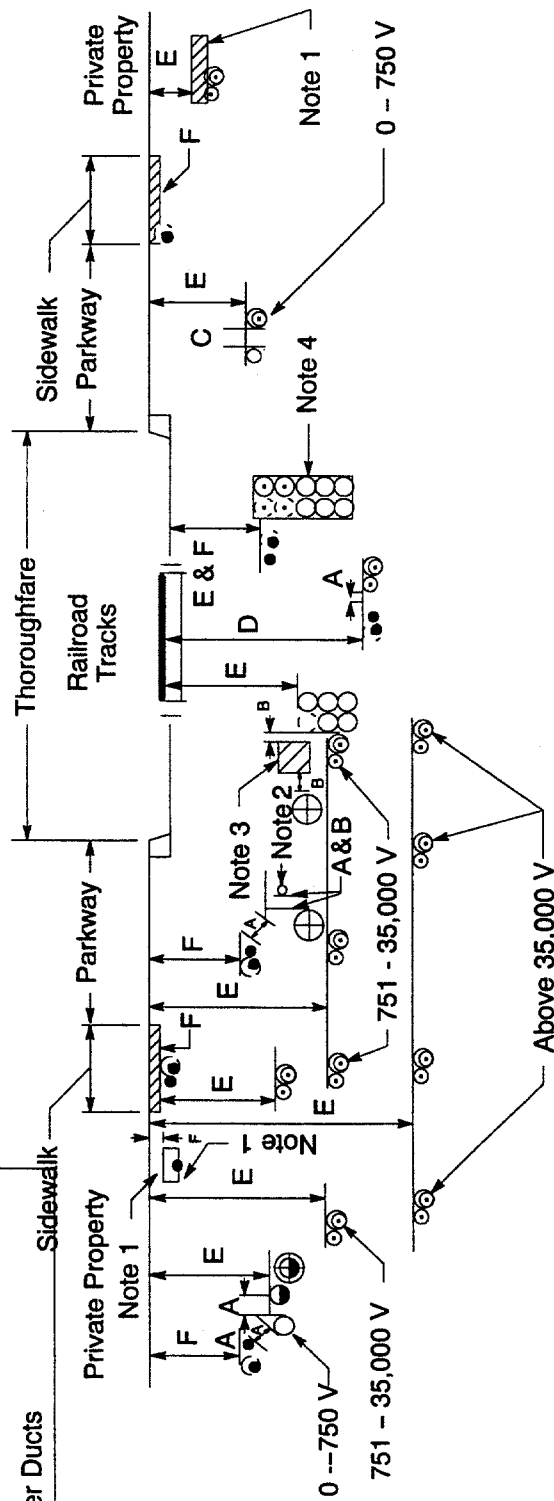 er Ducts
Thoroughfare
Sidewalk
Parkway
Railroad
Tracks
Parkway
Sidewalk
Private Property
Note 1
Private
Property
F
E
F
E
E
F
A
A
A
E
F
Note 1
E
E
F
A
Note 3
Note 2
B
B
A & B
E
D
E & F
A
Note 4
C
E
F
E
Note 1
0 -- 750 V
0 --750 V
751 – 35,000 V
751 - 35,000 V
Above 35.000 V